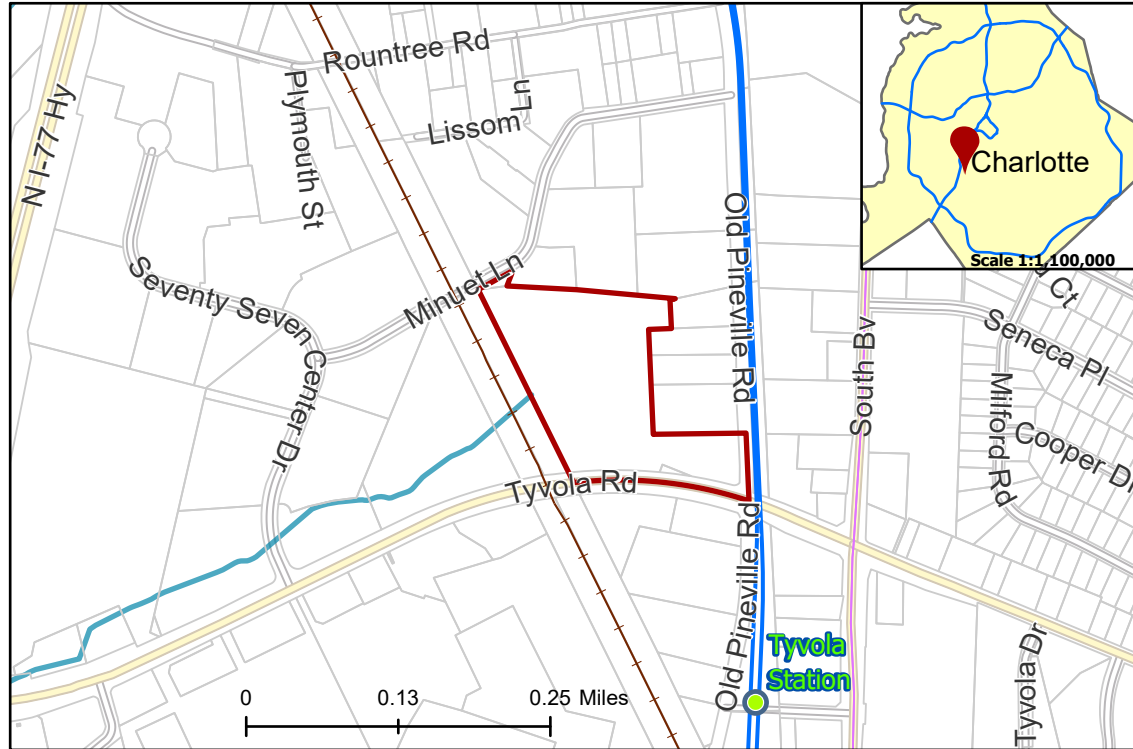 Rountree Rd
Plymouth St
Lissom Ln
N I-77 Hy
Charlotte
Scale 1:1,100,000
Old Pineville Rd
Ct
Seventy Seven Center Dr
Minuet Ln
South Bv
Seneca Pl
Milford Rd
Cooper Dr
Tyvola Rd
Old Pineville Rd
Tyvola
Station
Tyvola Dr
0 0.13 0.25 Miles